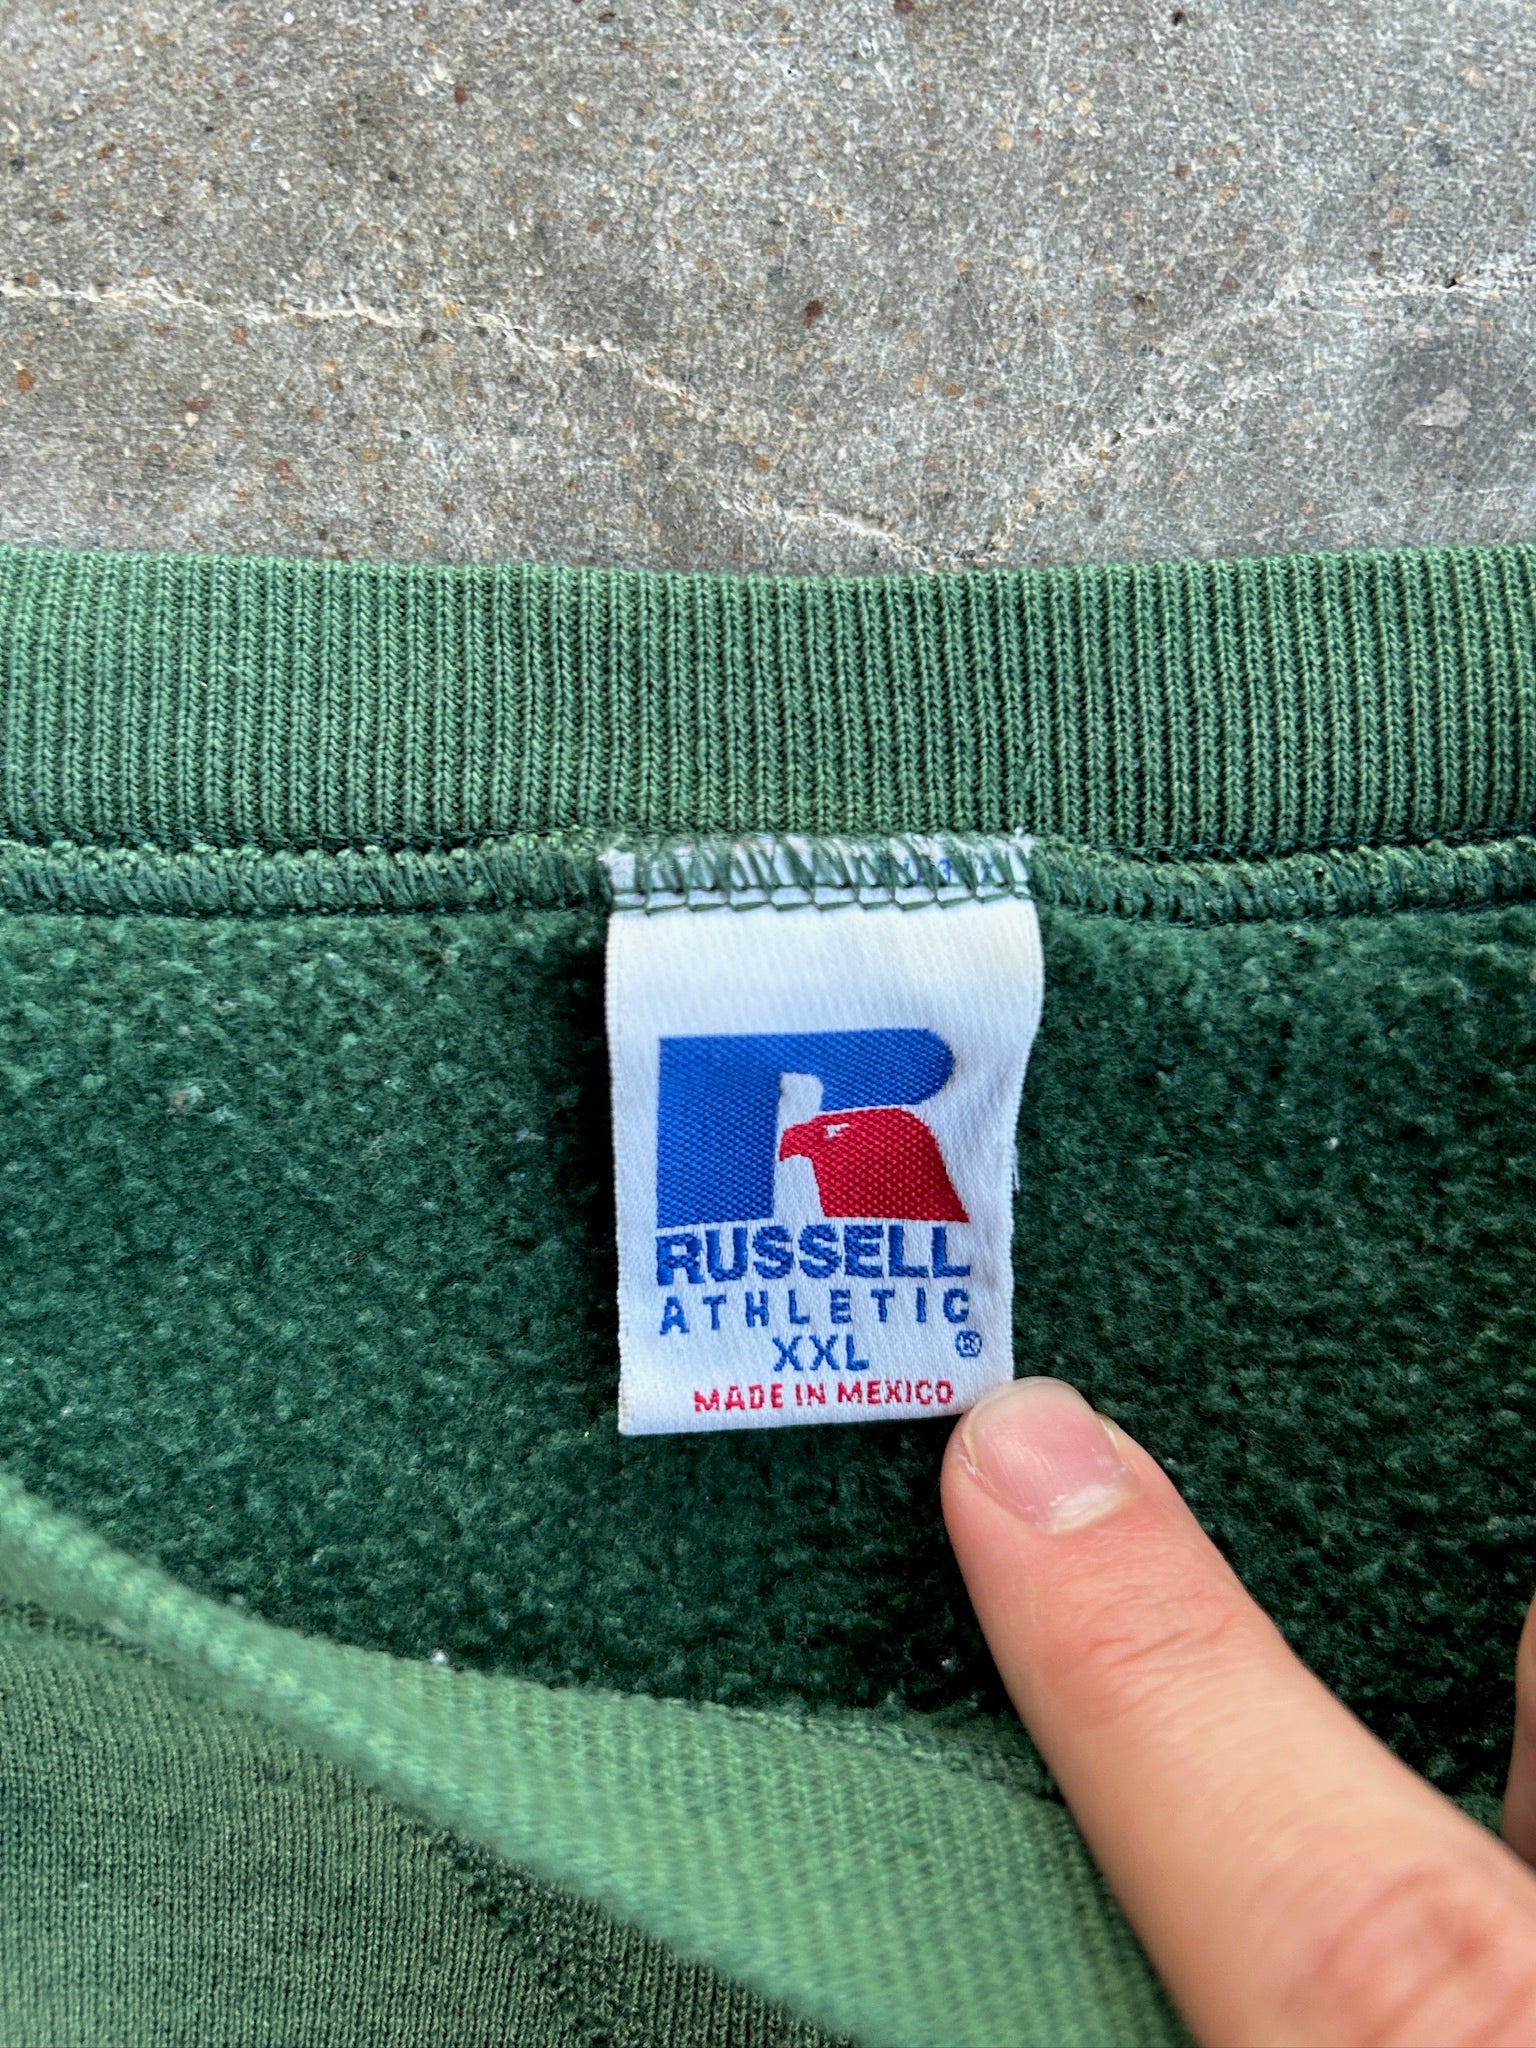 RUSSELL
ATHLETIC
XXL ®
MADE IN MEXICO